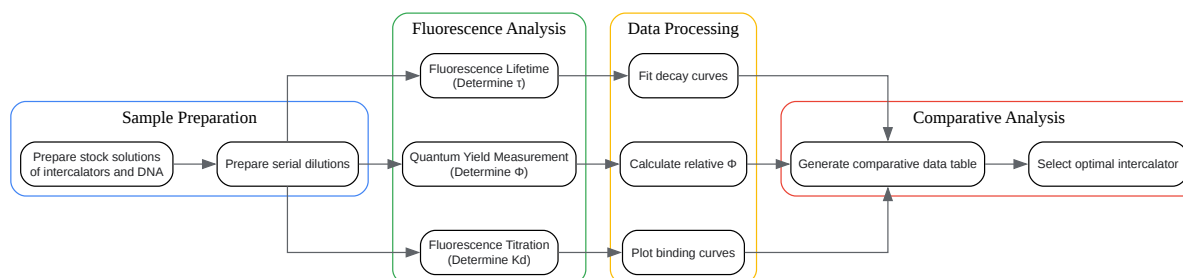 Fluorescence Analysis
Data Processing
Fluorescence Lifetime
(Determine τ)
Fit decay curves
Sample Preparation
Comparative Analysis
Prepare stock solutions
of intercalators and DNA
Prepare serial dilutions
Quantum Yield Measurement
(Determine Φ)
Calculate relative Φ
Generate comparative data table
Select optimal intercalator
Fluorescence Titration
(Determine Kd)
Plot binding curves